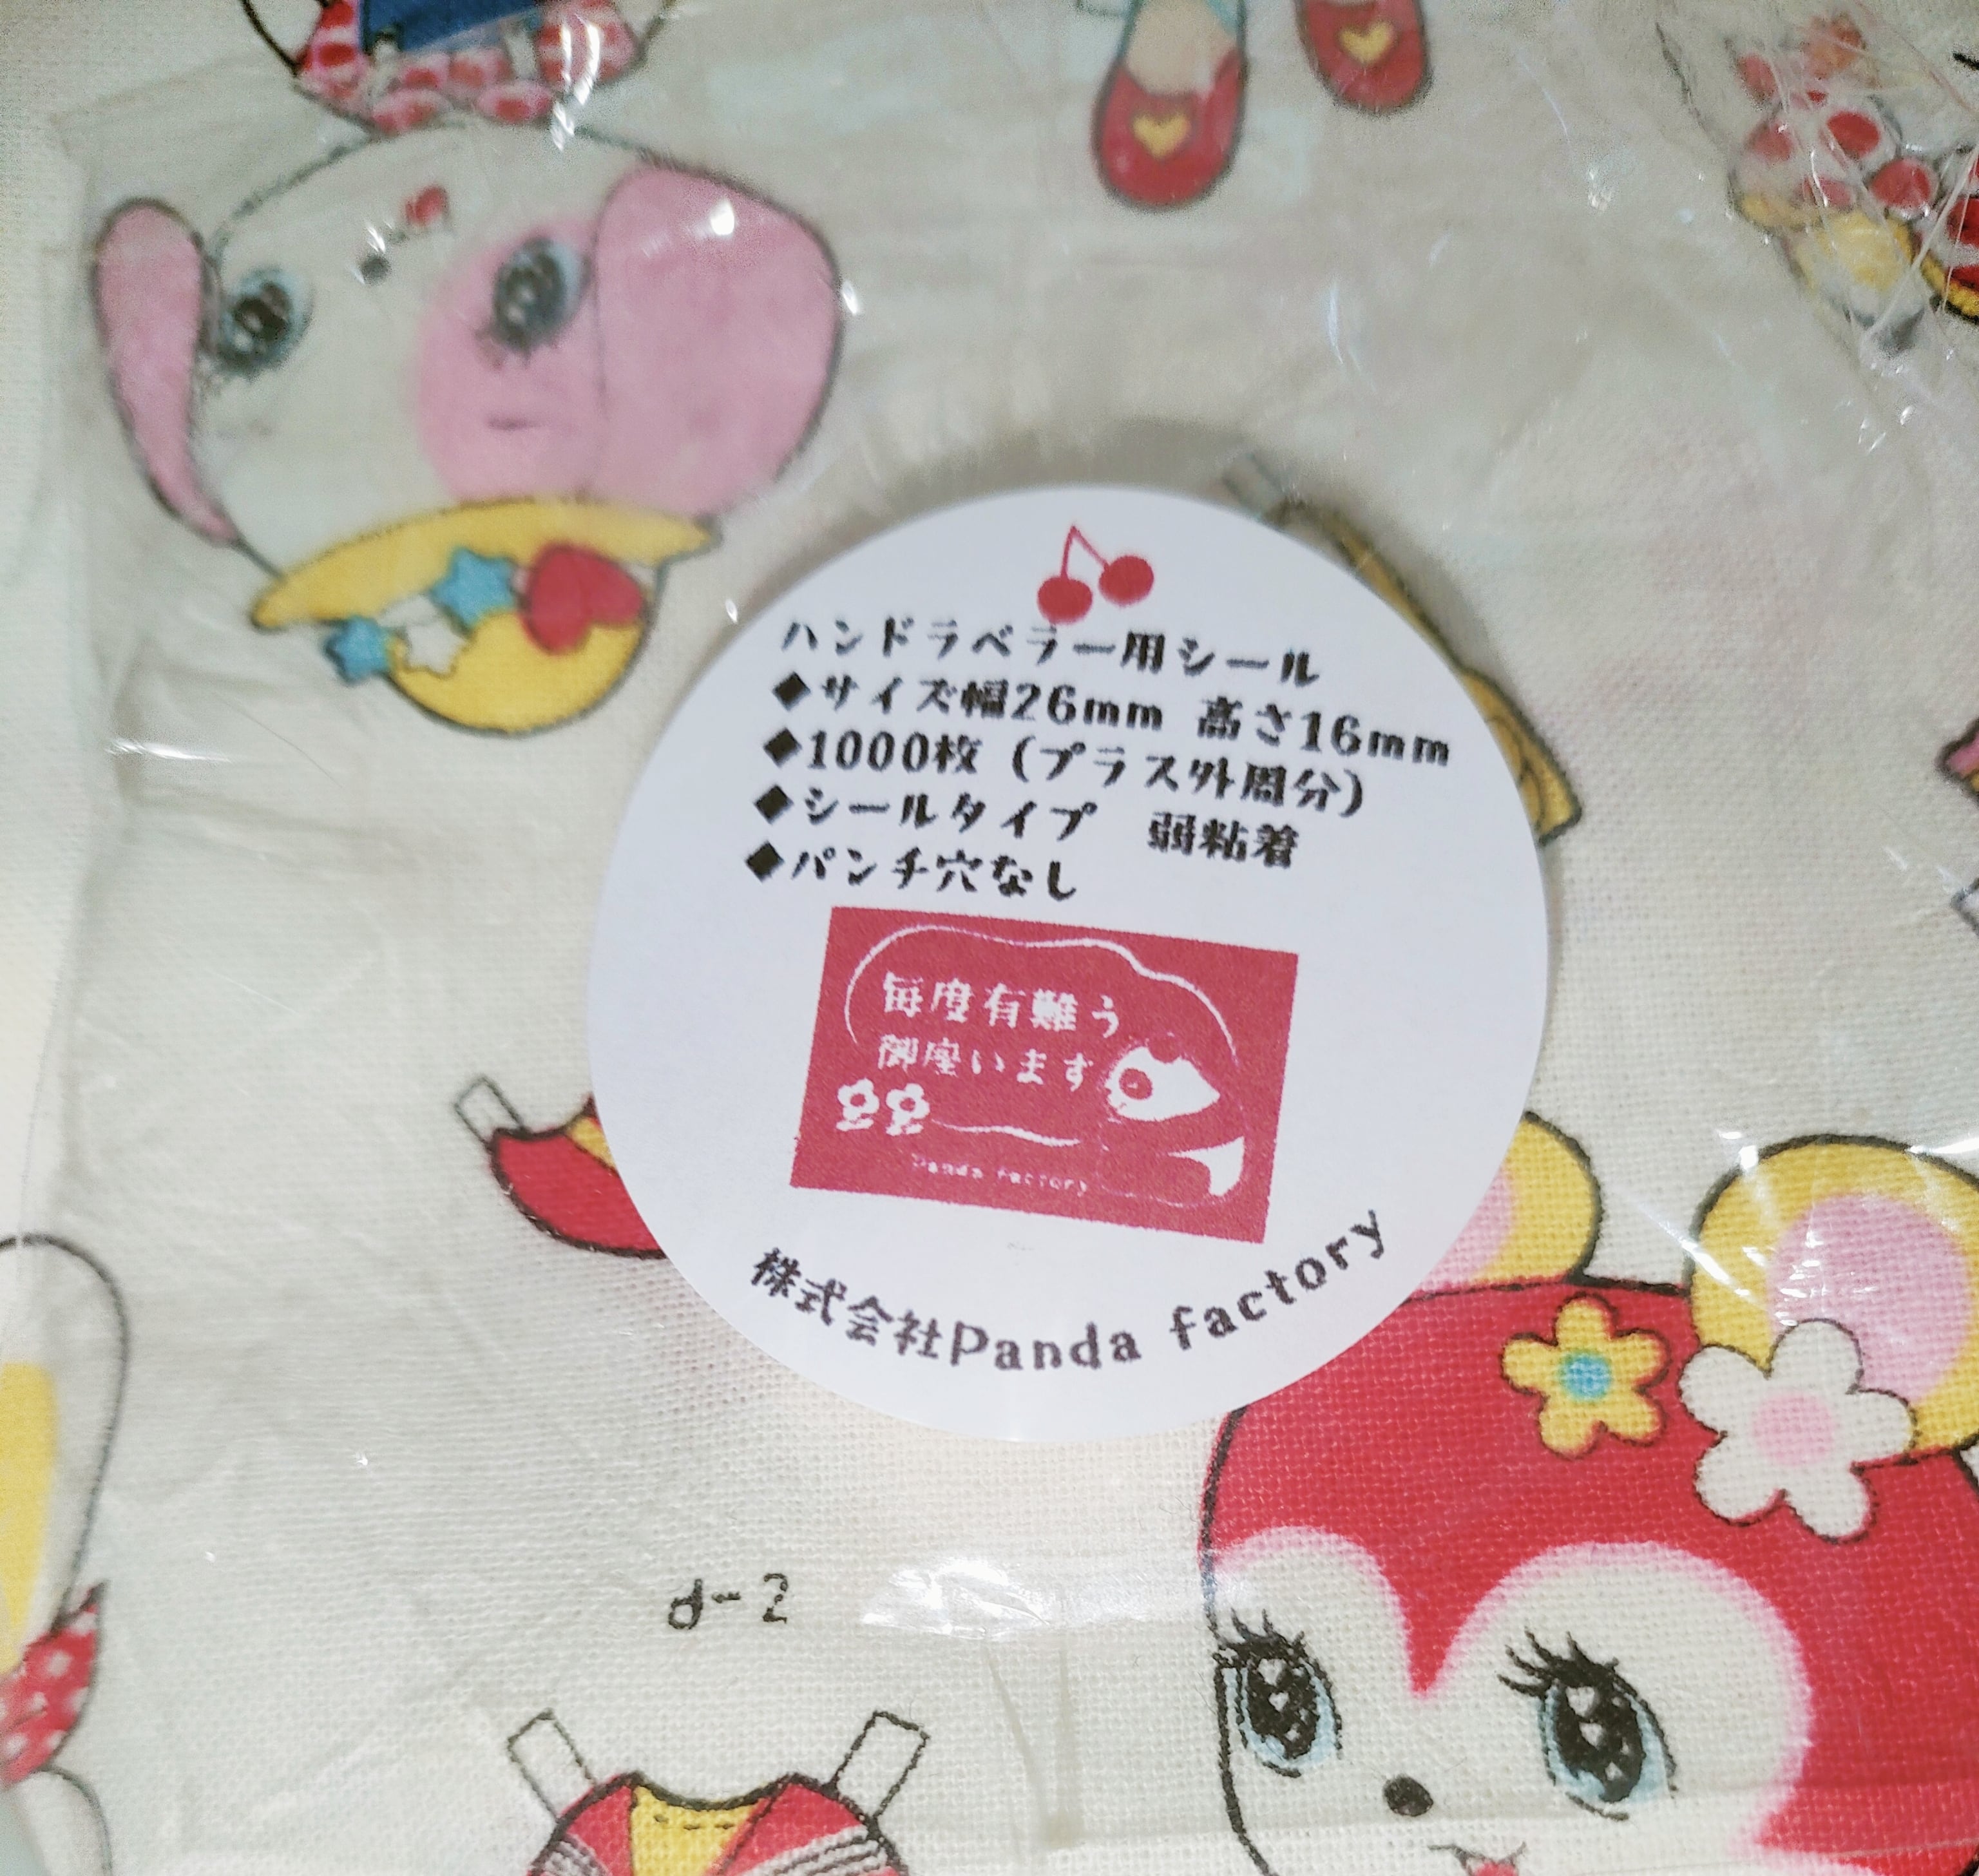 ハンドラベラー用シール
◆サイズ幅26mm 高さ16mm
◆1000枚（プラス外周分）
◆シールタイプ　弱粘着
◆パンチ穴なし
毎度有難う
御座います
Panda factory
株式会社Panda factory
d-2